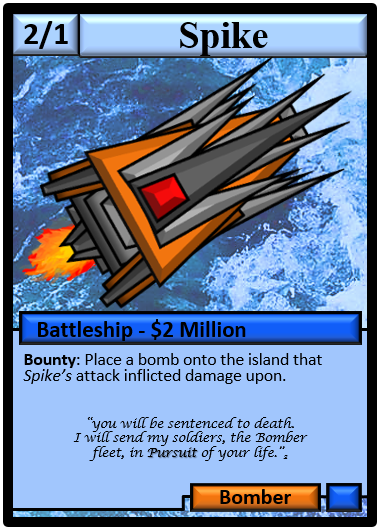 2/1
Spike
Battleship - $2 Million
Bounty: Place a bomb onto the island that
Spike's attack inflicted damage upon.
"you will be sentenced to death.
I will send my soldiers, the Bomber
fleet, in Pursuit of your life.".
Bomber